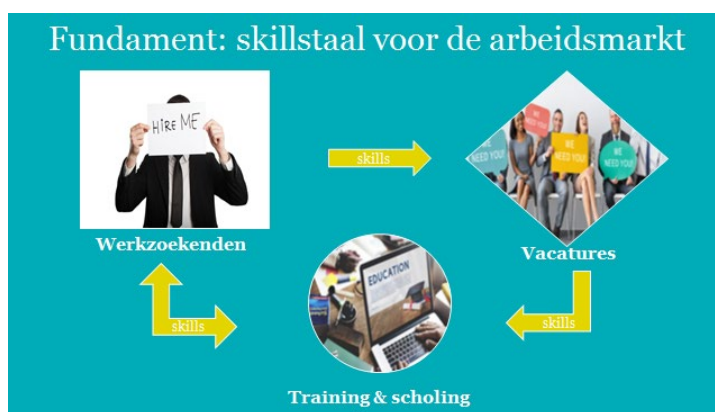 Fundament: skillstaal voor de arbeidsmarkt
HIRE ME
skills
WE
NEED YOU!
WE
NEED YOU!
WE
NEED YOU!
Werkzoekenden
Vacatures
EDUCATION
skills
skills
Training & scholing